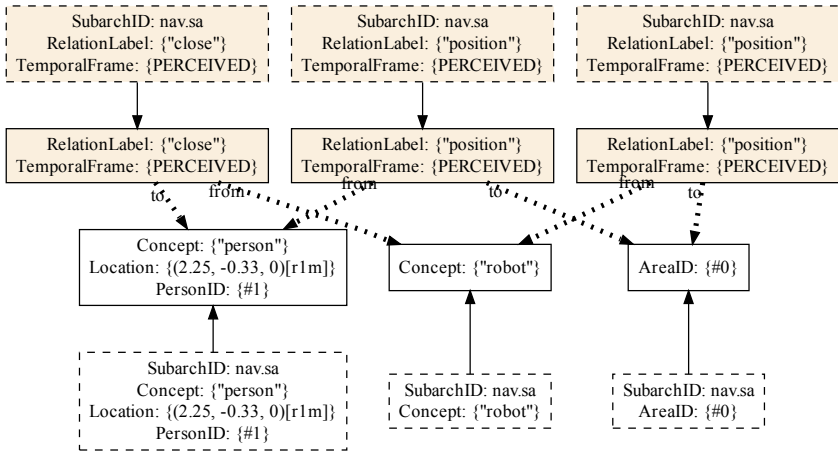 SubarchID: nav.sa
RelationLabel: {"close"}
TemporalFrame: {PERCEIVED}
SubarchID: nav.sa
RelationLabel: {"position"}
TemporalFrame: {PERCEIVED}
SubarchID: nav.sa
RelationLabel: {"position"}
TemporalFrame: {PERCEIVED}
RelationLabel: {"close"}
TemporalFrame: {PERCEIVED}
RelationLabel: {"position"}
TemporalFrame: {PERCEIVED}
RelationLabel: {"position"}
TemporalFrame: {PERCEIVED}
to
from
from
to
from
to
Concept: {"person"}
Location: {(2.25, -0.33, 0)[r1m]}
PersonID: {#1}
Concept: {"robot"}
AreaID: {#0}
SubarchID: nav.sa
Concept: {"person"}
Location: {(2.25, -0.33, 0)[r1m]}
PersonID: {#1}
SubarchID: nav.sa
Concept: {"robot"}
SubarchID: nav.sa
AreaID: {#0}